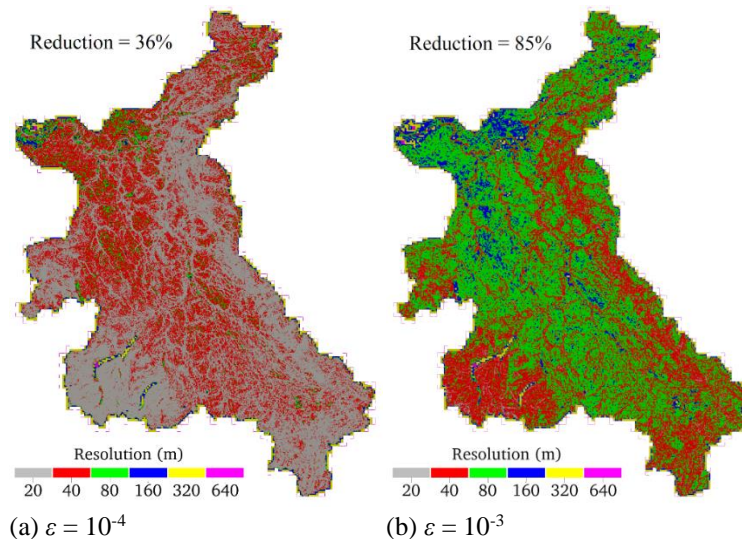 Reduction = 36%
Reduction = 85%
Resolution (m)
20 40 80 160 320 640
Resolution (m)
20 40 80 160 320 640
(a) ε = 10-4
(b) ε = 10-3